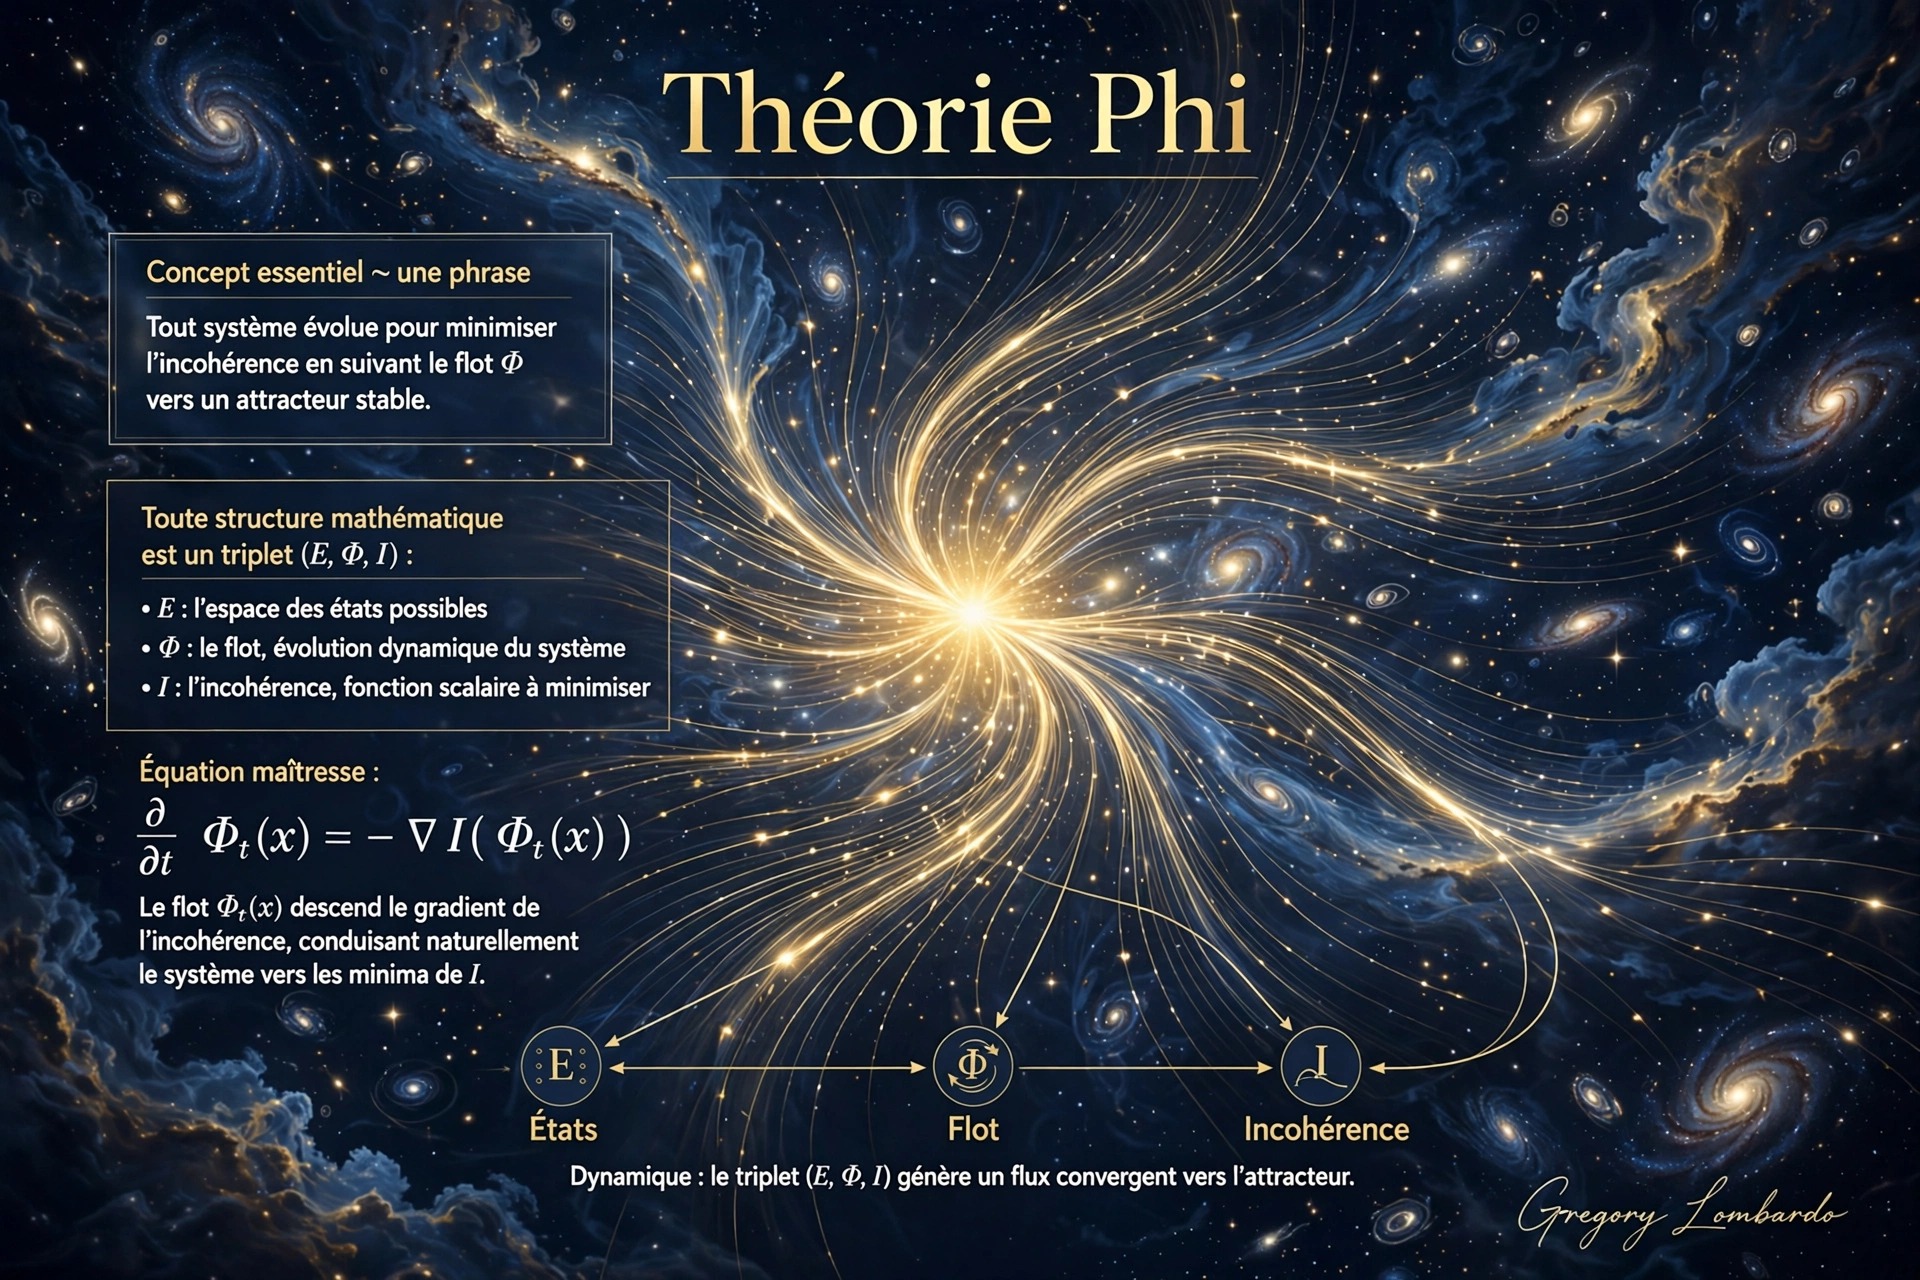 Théorie Phi
Concept essentiel ~ une phrase
Tout système évolue pour minimiser
l'incohérence en suivant le flot Φ
vers un attracteur stable.
Toute structure mathématique
est un triplet (E, Φ, I) :
• E : l'espace des états possibles
• Φ : le flot, évolution dynamique du système
• I : l'incohérence, fonction scalaire à minimiser
Équation maîtresse :
∂/∂t Φₜ(x) = − ∇ I( Φₜ(x) )
Le flot Φₜ(x) descend le gradient de
l'incohérence, conduisant naturellement
le système vers les minima de I.
E Φ I
États Flot Incohérence
Dynamique : le triplet (E, Φ, I) génère un flux convergent vers l'attracteur.
Gregory Lombardo